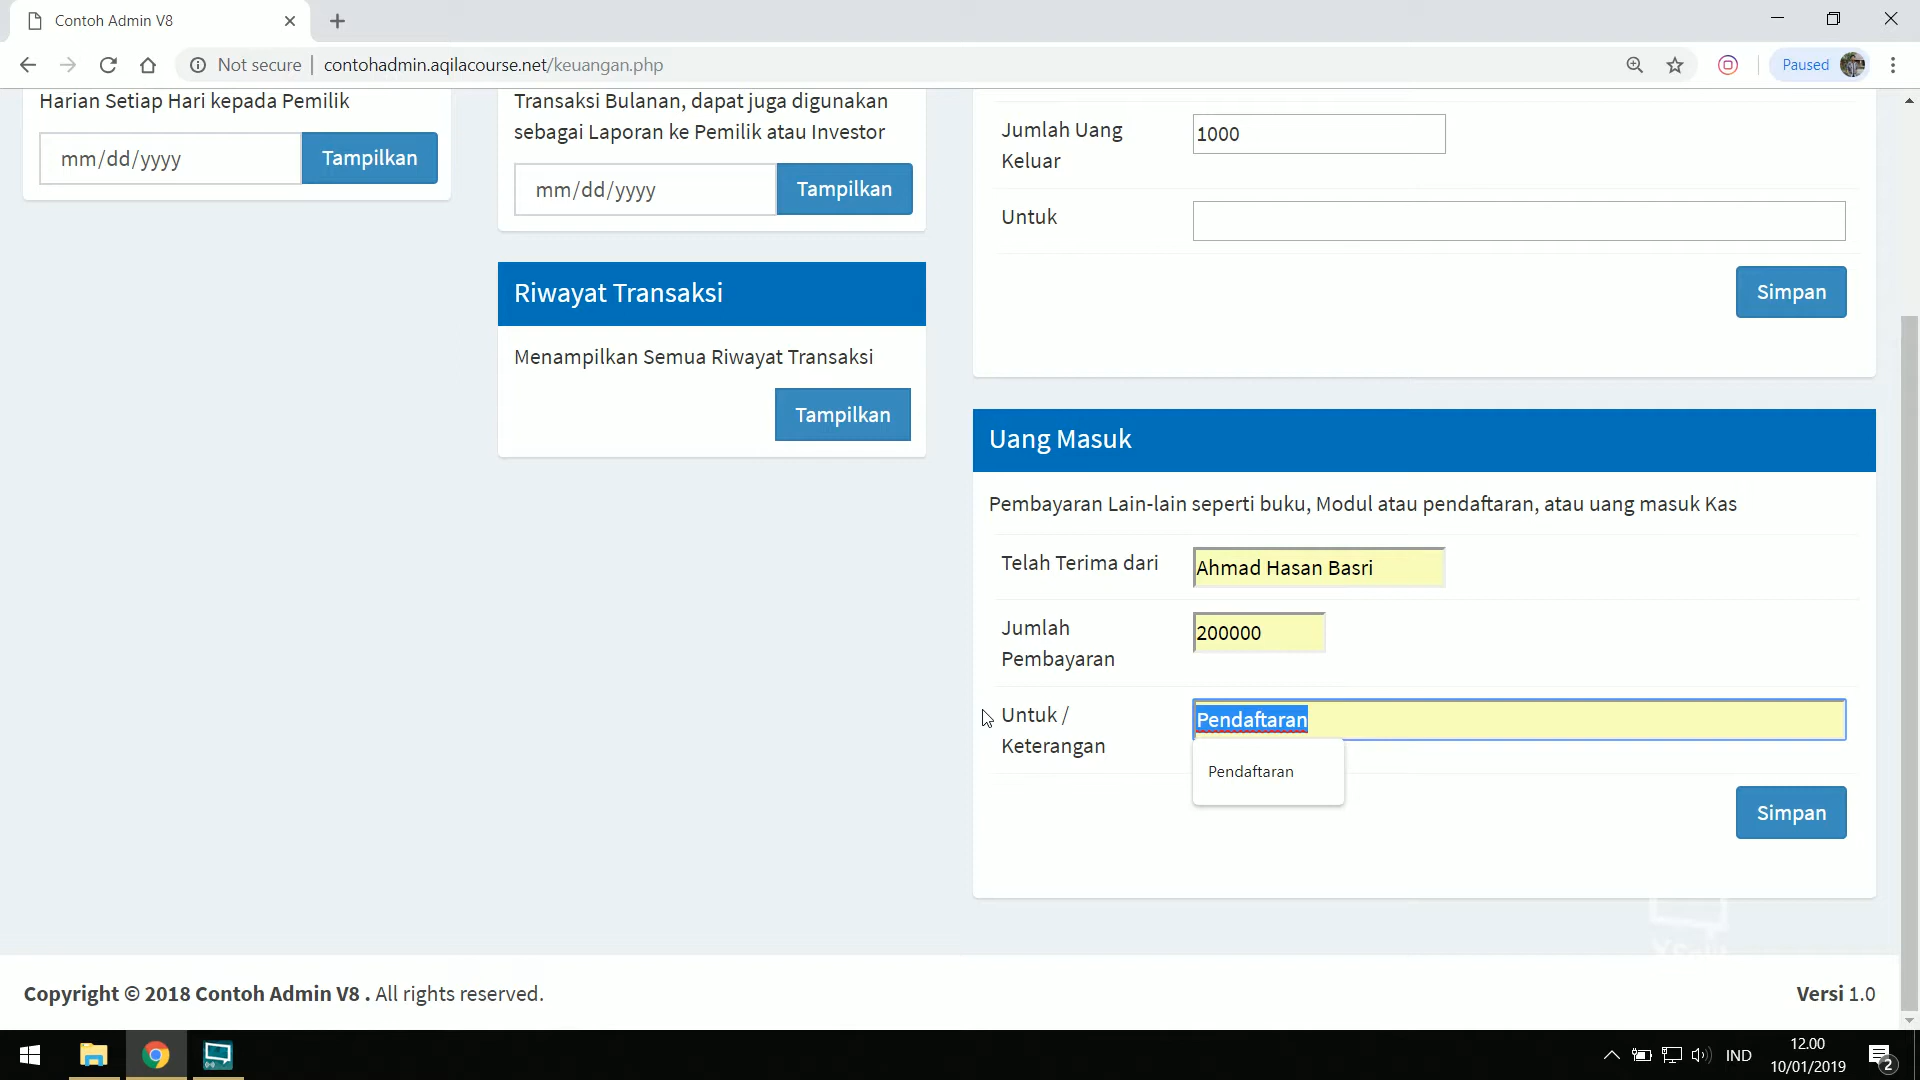 Contoh Admin V8
Not secure
contohadmin.aqilacourse.net/keuangan.php
Paused
Harian Setiap Hari kepada Pemilik
mm/dd/yyyy
Tampilkan
Transaksi Bulanan, dapat juga digunakan
sebagai Laporan ke Pemilik atau Investor
mm/dd/yyyy
Tampilkan
Riwayat Transaksi
Menampilkan Semua Riwayat Transaksi
Tampilkan
Jumlah Uang
Keluar
1000
Untuk
Simpan
Uang Masuk
Pembayaran Lain-lain seperti buku, Modul atau pendaftaran, atau uang masuk Kas
Telah Terima dari
Ahmad Hasan Basri
Jumlah
Pembayaran
200000
Untuk /
Keterangan
Pendaftaran
Pendaftaran
Simpan
Copyright © 2018 Contoh Admin V8 . All rights reserved.
Versi 1.0
IND
12.00
10/01/2019
2